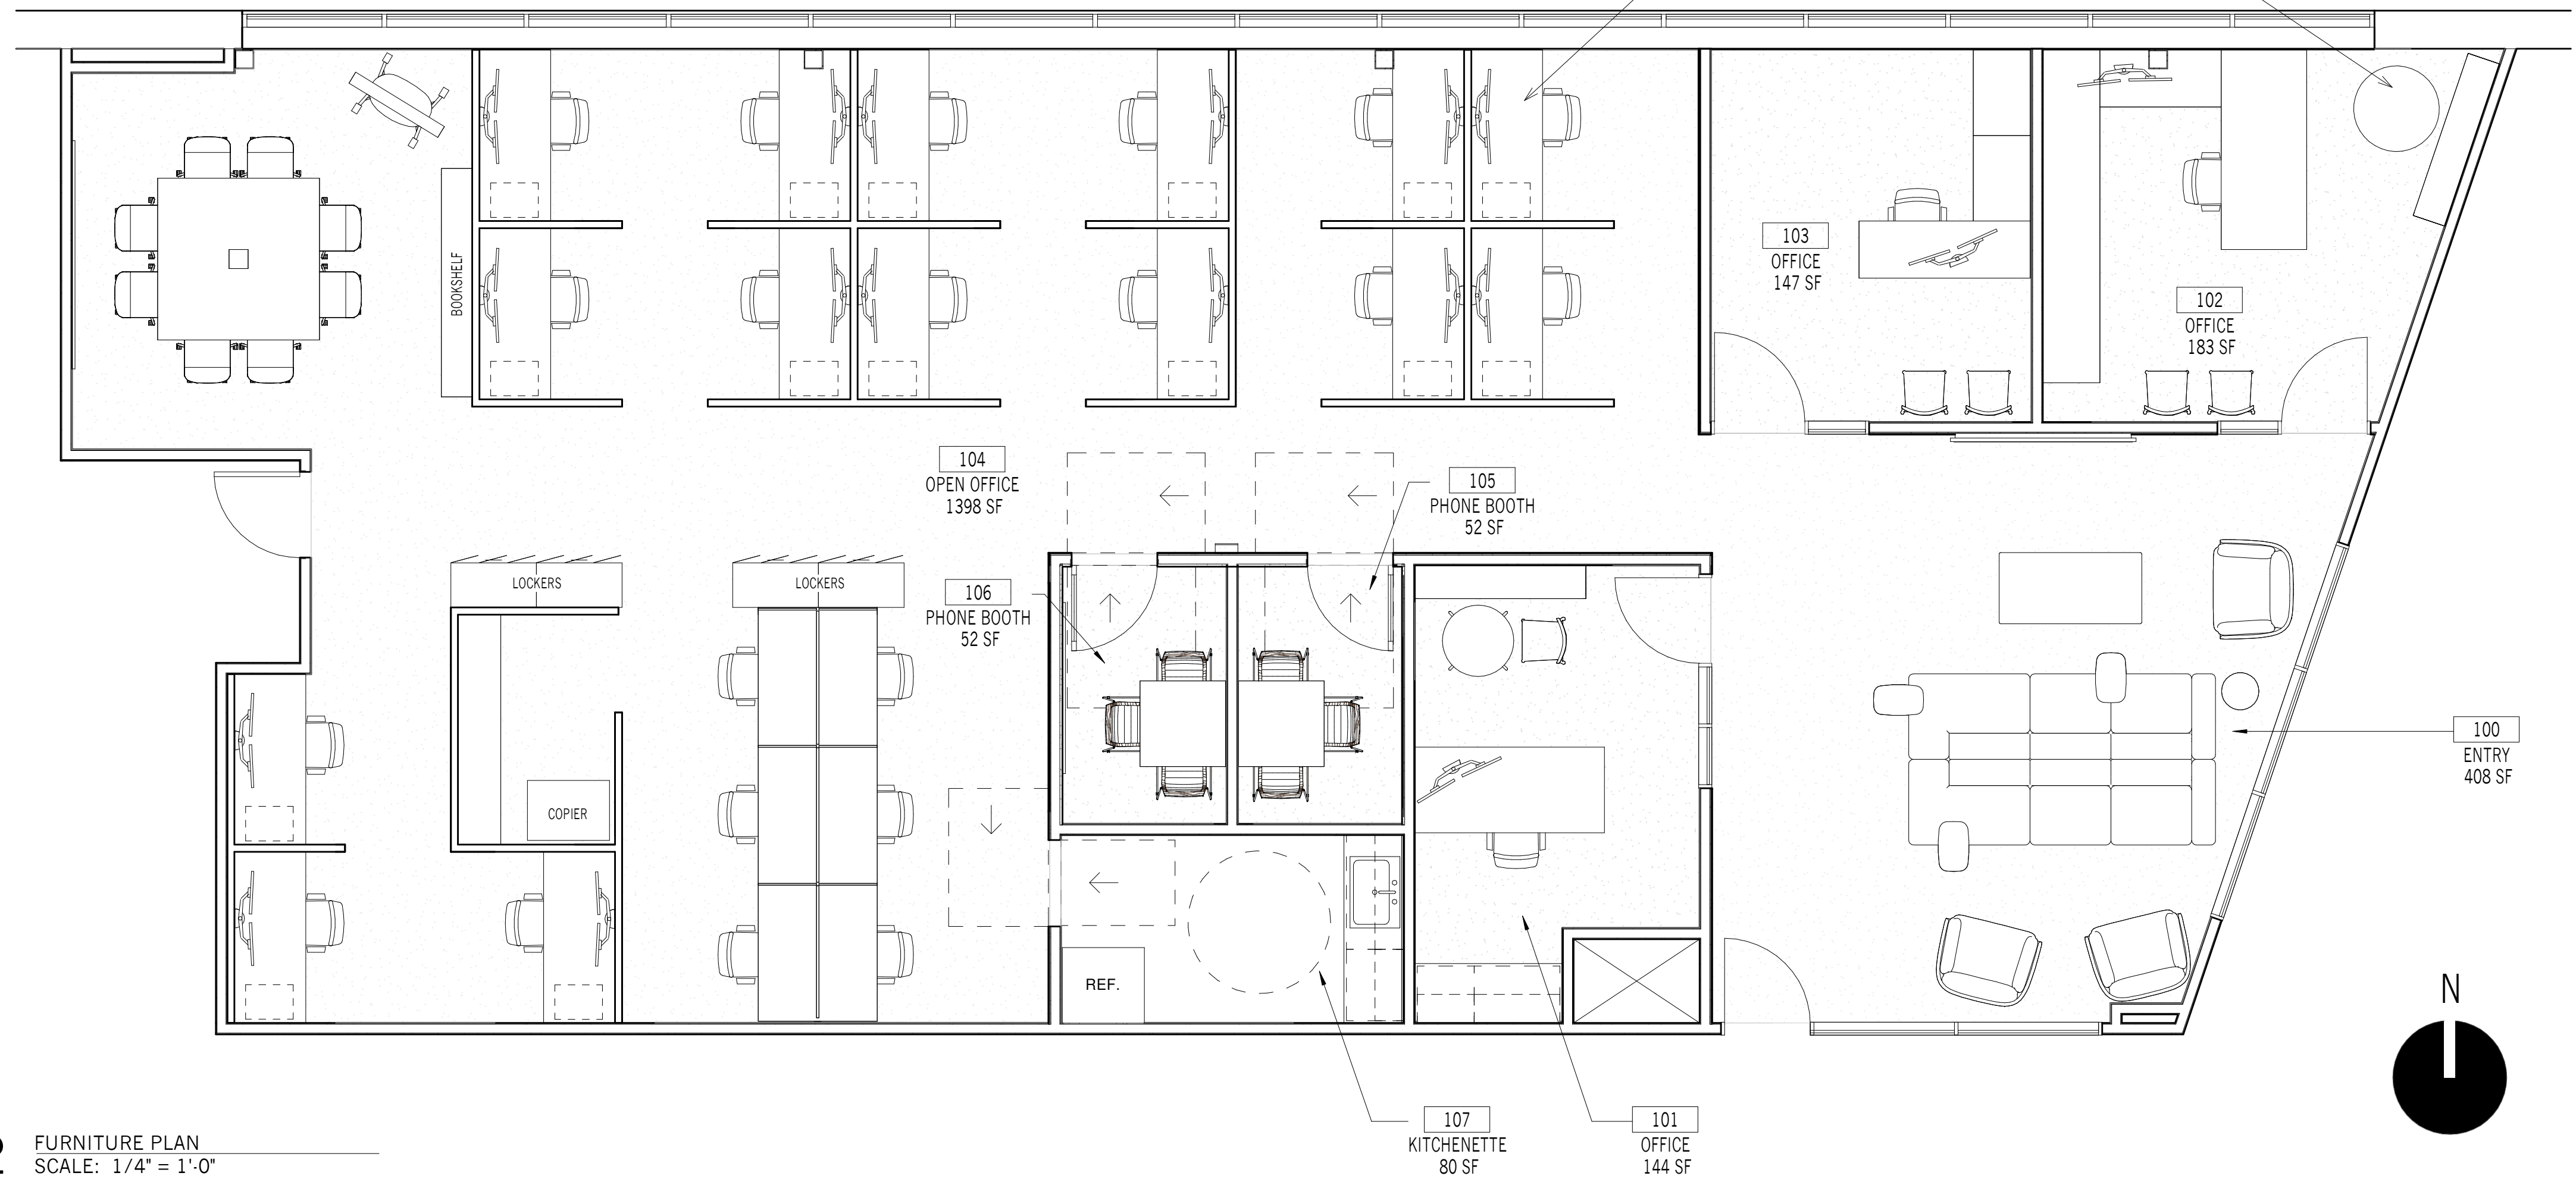 BOOKSHELF
103
OFFICE
147 SF
102
OFFICE
183 SF
104
OPEN OFFICE
1398 SF
105
PHONE BOOTH
52 SF
LOCKERS
LOCKERS
106
PHONE BOOTH
52 SF
100
ENTRY
408 SF
COPIER
REF.
N
107
KITCHENETTE
80 SF
101
OFFICE
144 SF
FURNITURE PLAN
SCALE: 1/4" = 1'-0"